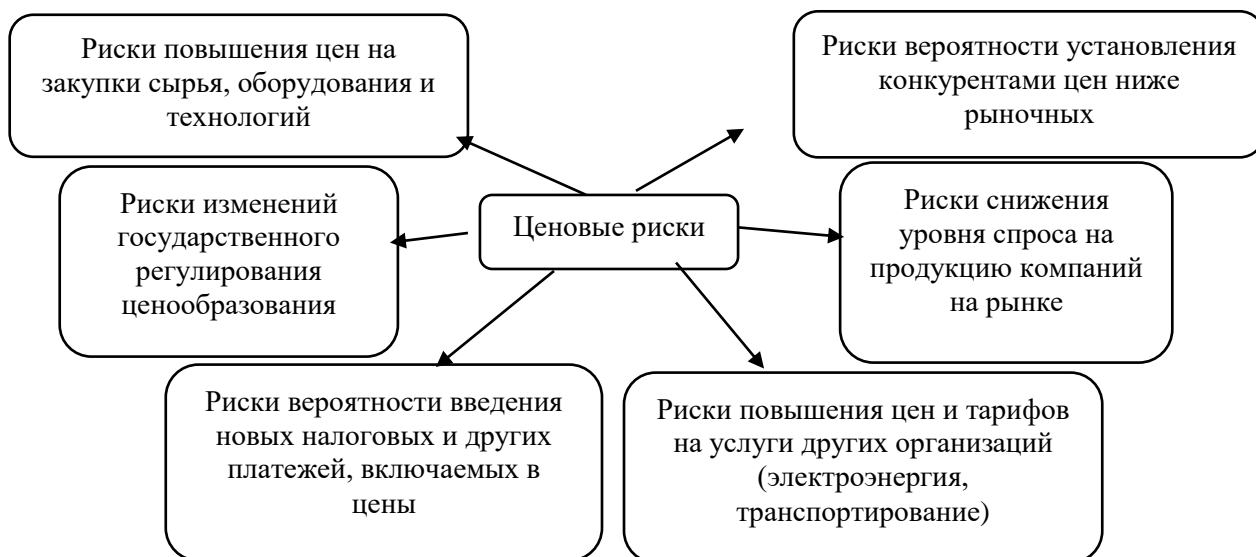 Риски повышения цен на
закупки сырья, оборудования и
технологий
Риски вероятности установления
конкурентами цен ниже
рыночных
Риски изменений
государственного
регулирования
ценообразования
Ценовые риски
Риски снижения
уровня спроса на
продукцию компаний
на рынке
Риски вероятности введения
новых налоговых и других
платежей, включаемых в
цены
Риски повышения цен и тарифов
на услуги других организаций
(электроэнергия,
транспортирование)